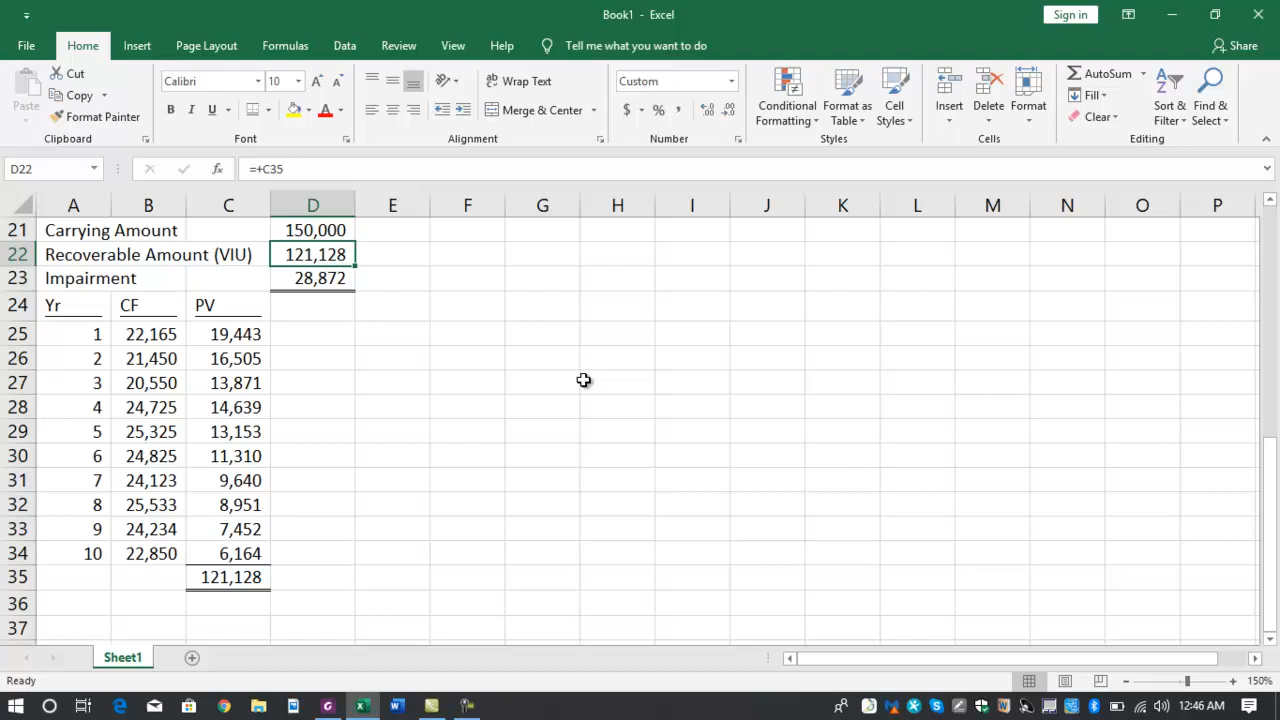 Book1 - Excel
Sign in
File Home Insert Page Layout Formulas Data Review View Help Tell me what you want to do Share
Cut
Copy
Format Painter
Paste
Clipboard
Calibri 10
B I U
Font
Wrap Text
Merge & Center
Alignment
Custom
$ %
Number
Conditional Formatting
Format as Table
Cell Styles
Styles
Insert Delete Format
Cells
AutoSum
Fill
Clear
Sort & Filter
Find & Select
Editing
D22 fx =+C35
A B C D E F G H I J K L M N O P
21 Carrying Amount 150,000
22 Recoverable Amount (VIU) 121,128
23 Impairment 28,872
24 Yr CF PV
25 1 22,165 19,443
26 2 21,450 16,505
27 3 20,550 13,871
28 4 24,725 14,639
29 5 25,325 13,153
30 6 24,825 11,310
31 7 24,123 9,640
32 8 25,533 8,951
33 9 24,234 7,452
34 10 22,850 6,164
35 121,128
36
37
Sheet1
Ready
150%
12:46 AM